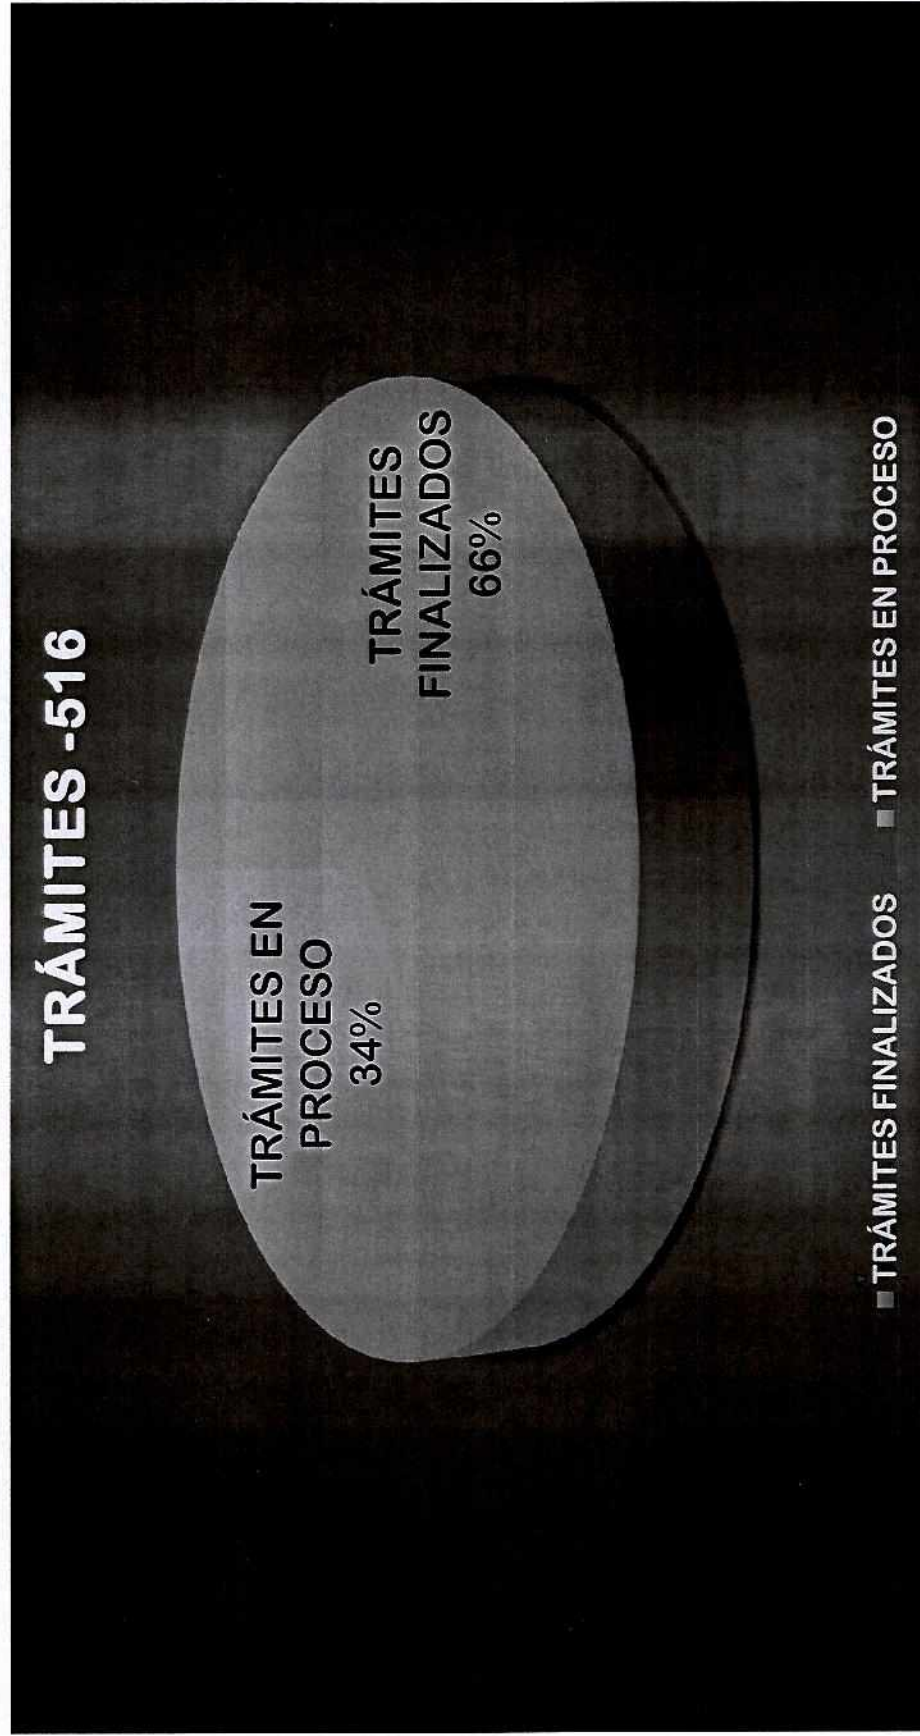 TRÁMITES -516
TRÁMITES EN
PROCESO
34%
TRÁMITES
FINALIZADOS
66%
TRÁMITES FINALIZADOS
TRÁMITES EN PROCESO